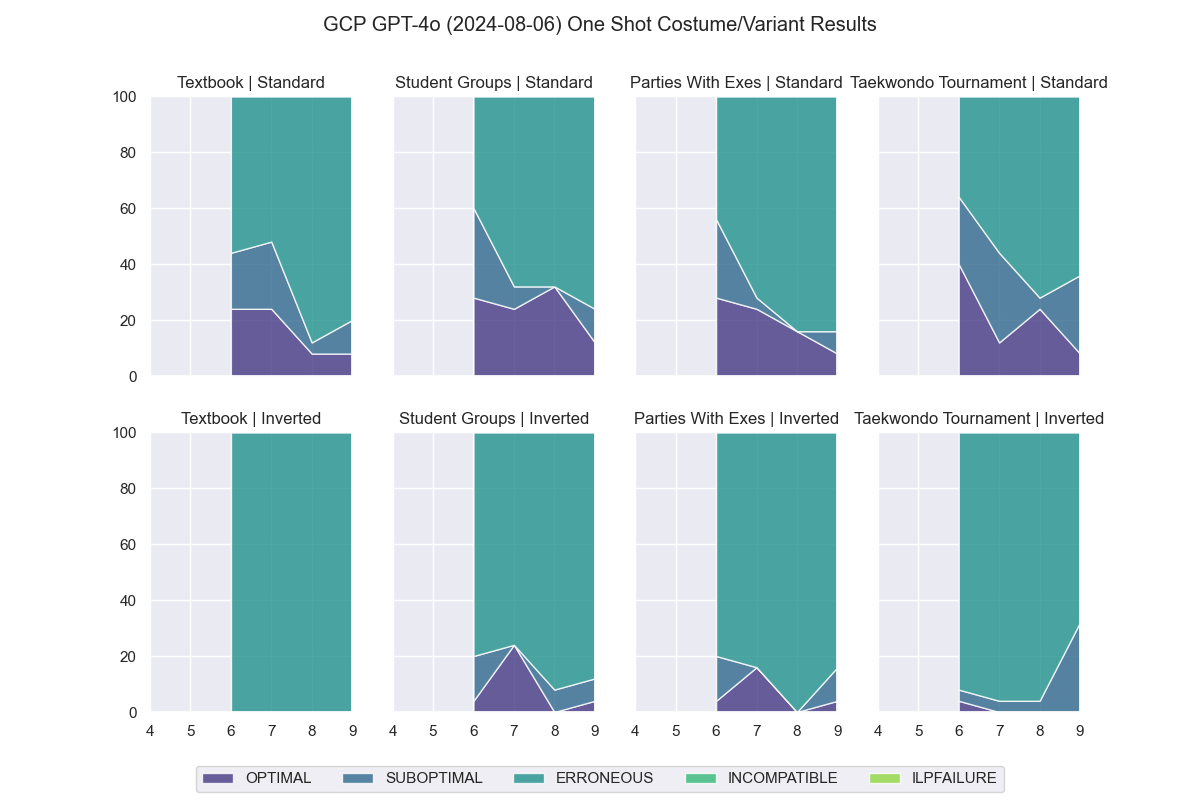 GCP GPT-4o (2024-08-06) One Shot Costume/Variant Results
Textbook | Standard
Student Groups | Standard
Parties With Exes | Standard
Taekwondo Tournament | Standard
100
80
60
40
20
0
Textbook | Inverted
Student Groups | Inverted
Parties With Exes | Inverted
Taekwondo Tournament | Inverted
100
80
60
40
20
0
4 5 6 7 8 9
4 5 6 7 8 9
4 5 6 7 8 9
4 5 6 7 8 9
OPTIMAL SUBOPTIMAL ERRONEOUS INCOMPATIBLE ILPFAILURE